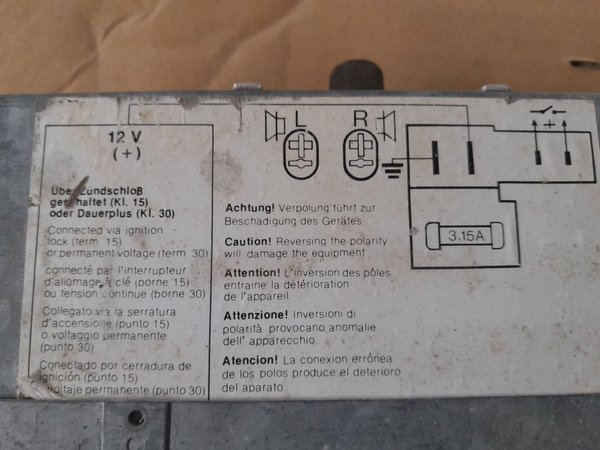 12 V
(+)
Über Zündschloß
geschaltet (Kl. 15)
oder Dauerplus (Kl. 30)
Connected via ignition
lock (term. 15)
or permanent voltage (term. 30)
connecté par l'interrupteur
d'allumage à clé (borne 15)
ou tension continue (borne 30)
Collegato via la serratura
d'accensione (punto 15)
o voltaggio permanente
(punto 30)
Conectado por cerradura de
ignición (punto 15)
voltaje permanente (punto 30)
L R
+
3,15A
Achtung! Verpolung führt zur
Beschädigung des Gerätes
Caution! Reversing the polarity
will damage the equipment
Attention! L'inversion des pôles
entraîne la détérioration
de l'appareil.
Attenzione! Inversioni di
polarità provocano anomalie
dell'apparecchio.
Atencion! La conexion errónea
de los polos produce el deterioro
del aparato.